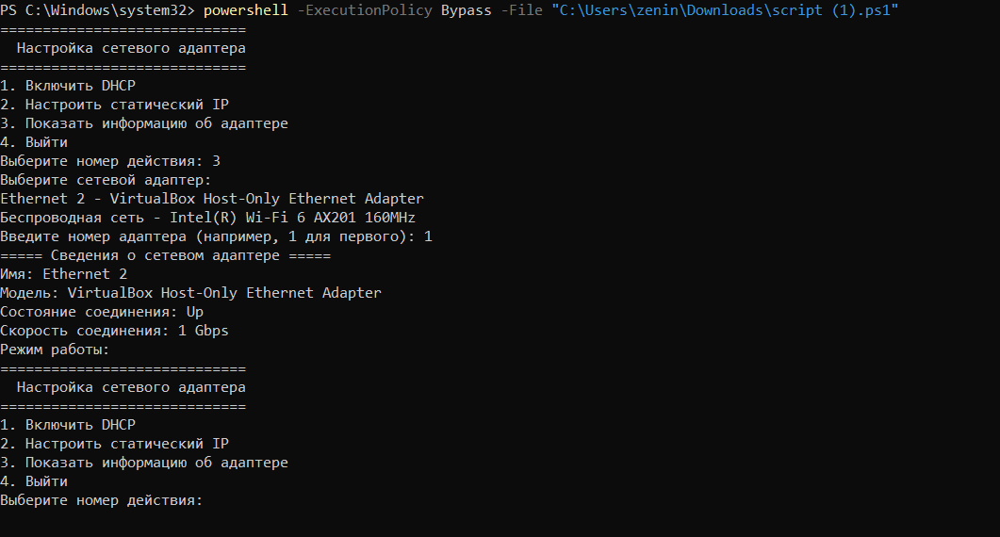 PS C:\Windows\system32> powershell -ExecutionPolicy Bypass -File "C:\Users\zenin\Downloads\script (1).ps1"
=============================
  Настройка сетевого адаптера
=============================
1. Включить DHCP
2. Настроить статический IP
3. Показать информацию об адаптере
4. Выйти
Выберите номер действия: 3
Выберите сетевой адаптер:
Ethernet 2 - VirtualBox Host-Only Ethernet Adapter
Беспроводная сеть - Intel(R) Wi-Fi 6 AX201 160MHz
Введите номер адаптера (например, 1 для первого): 1
===== Сведения о сетевом адаптере =====
Имя: Ethernet 2
Модель: VirtualBox Host-Only Ethernet Adapter
Состояние соединения: Up
Скорость соединения: 1 Gbps
Режим работы:
=============================
  Настройка сетевого адаптера
=============================
1. Включить DHCP
2. Настроить статический IP
3. Показать информацию об адаптере
4. Выйти
Выберите номер действия: